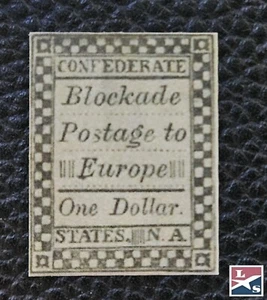 CONFEDERATE
Blockade
Postage to
Europe
One Dollar.
STATES, N. A.
L
S